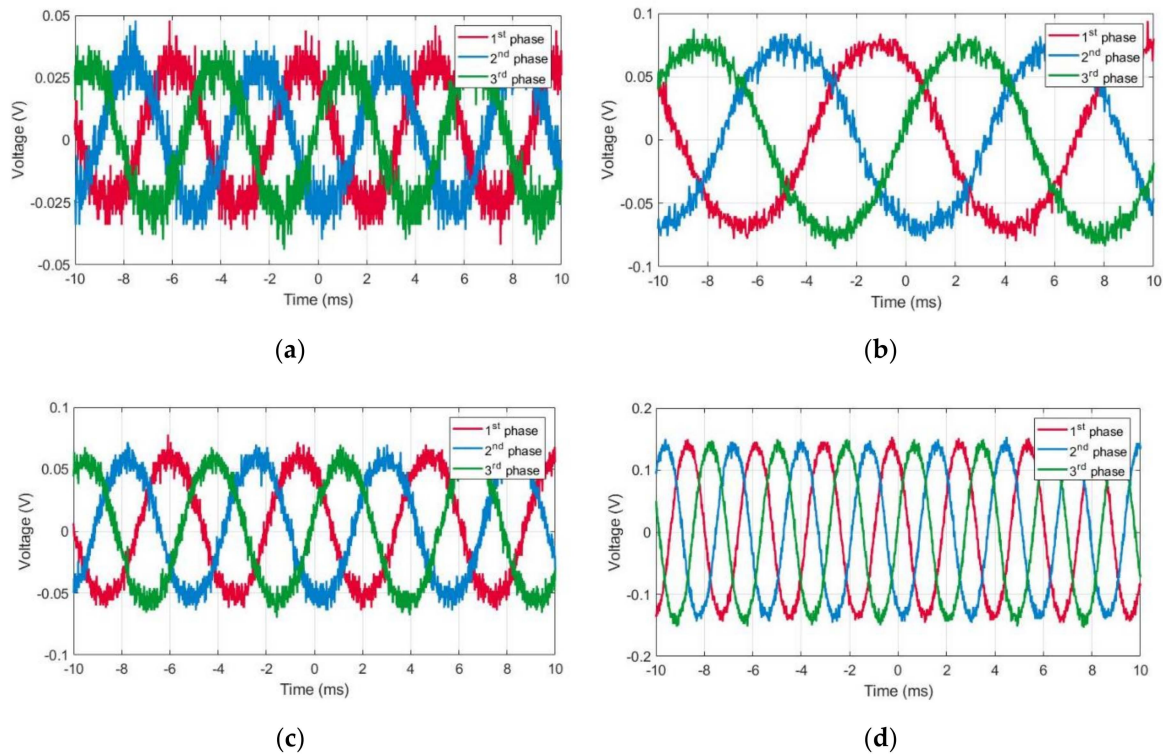 0.05
0.025
0
-0.025
-0.05
Voltage (V)
1st phase
2nd phase
3rd phase
-10 -8 -6 -4 -2 0 2 4 6 8 10
Time (ms)
(a)
0.1
0.05
0
-0.05
-0.1
Voltage (V)
1st phase
2nd phase
3rd phase
-10 -8 -6 -4 -2 0 2 4 6 8 10
Time (ms)
(b)
0.1
0.05
0
-0.05
-0.1
Voltage (V)
1st phase
2nd phase
3rd phase
-10 -8 -6 -4 -2 0 2 4 6 8 10
Time (ms)
(c)
0.2
0.1
0
-0.1
-0.2
Voltage (V)
1st phase
2nd phase
3rd phase
-10 -8 -6 -4 -2 0 2 4 6 8 10
Time (ms)
(d)